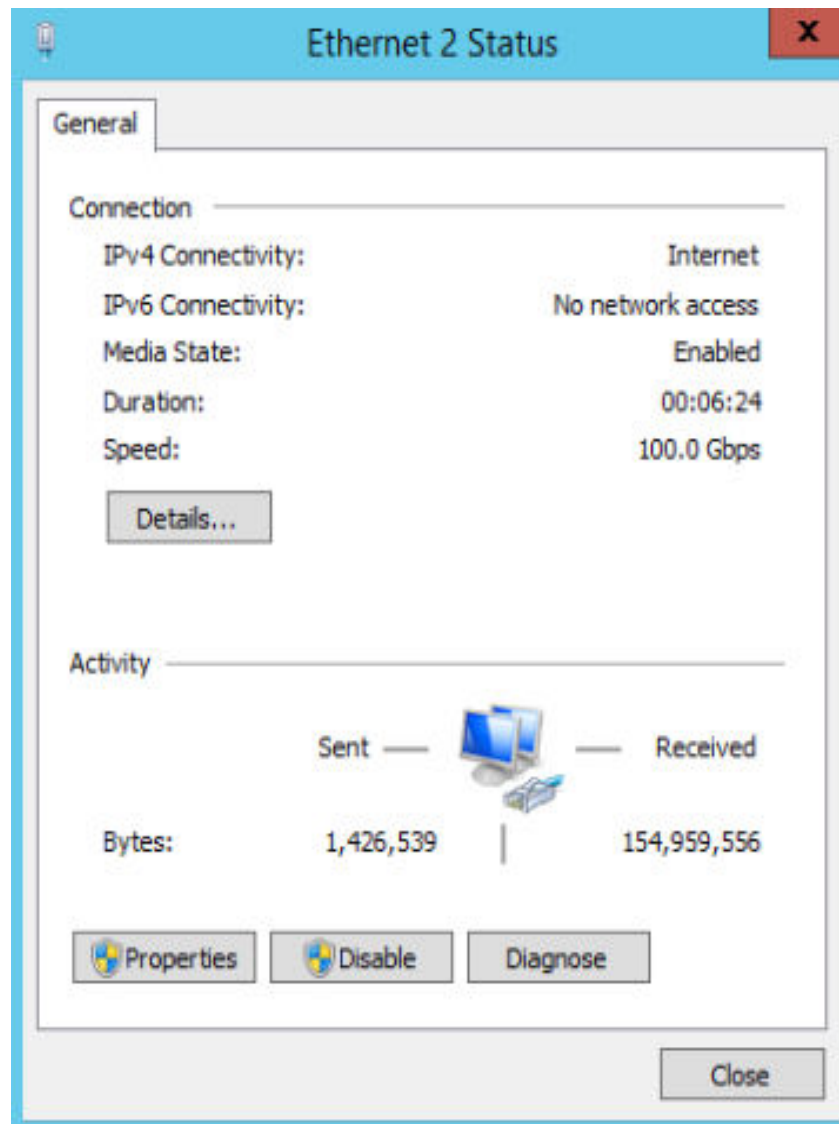 Ethernet 2 Status
x
General
Connection
IPv4 Connectivity: Internet
IPv6 Connectivity: No network access
Media State: Enabled
Duration: 00:06:24
Speed: 100.0 Gbps
Details...
Activity
Sent Received
Bytes: 1,426,539 154,959,556
Properties Disable Diagnose
Close